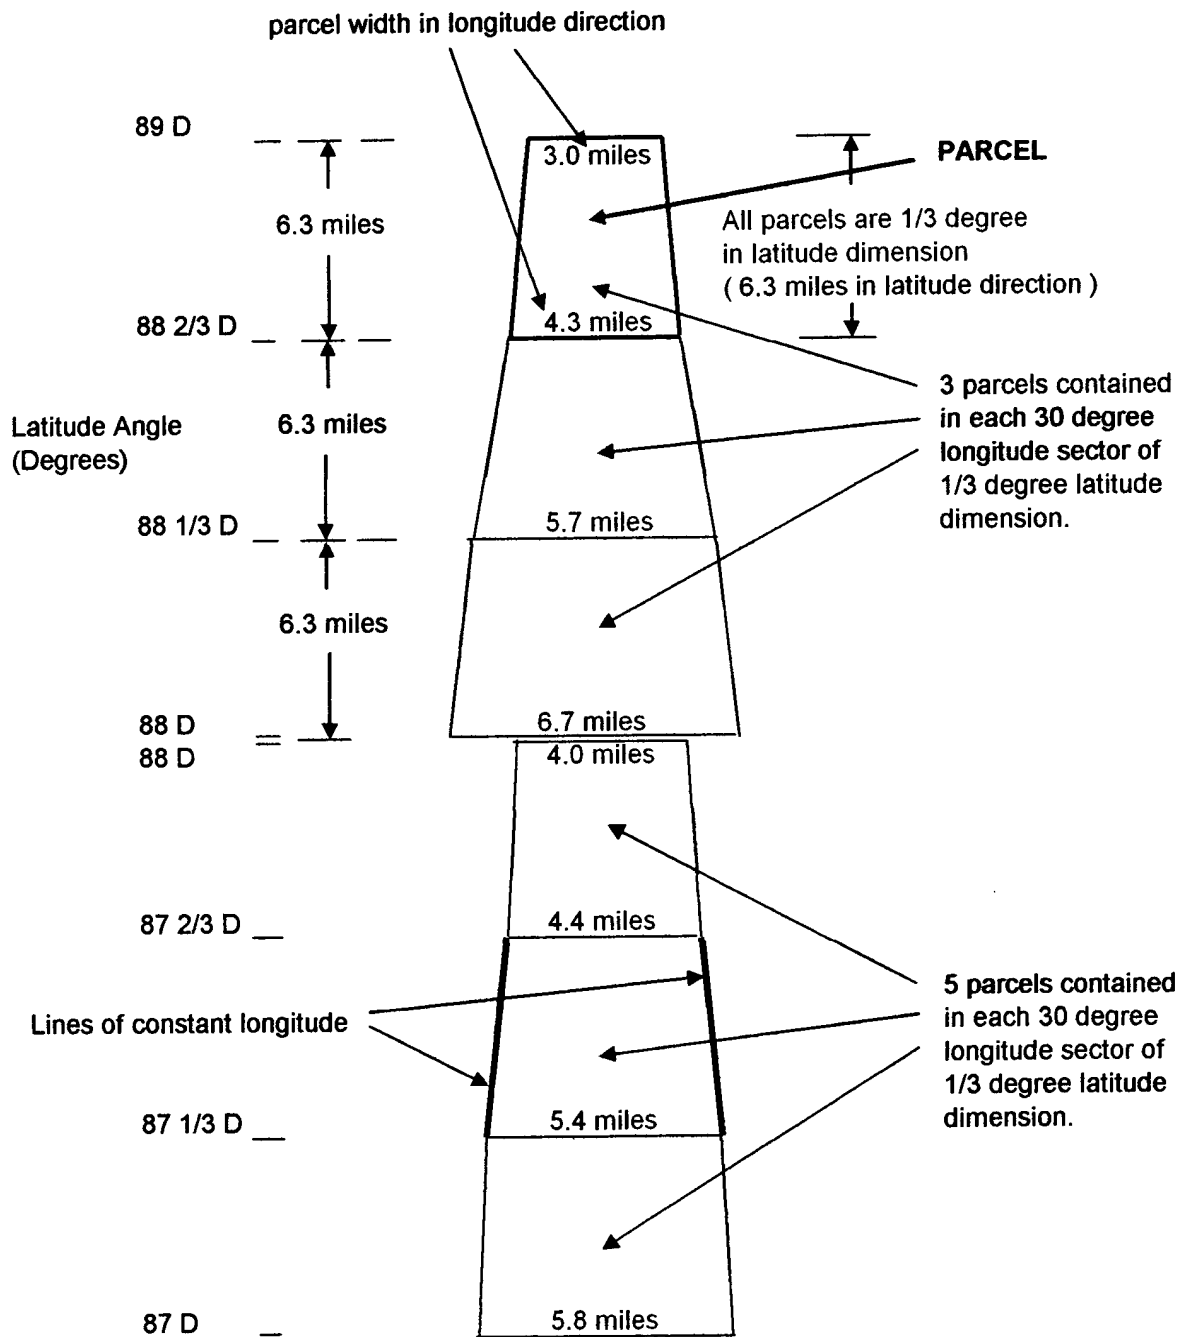 parcel width in longitude direction
89 D
3.0 miles
PARCEL
6.3 miles
All parcels are 1/3 degree
in latitude dimension
( 6.3 miles in latitude direction )
88 2/3 D
4.3 miles
3 parcels contained
in each 30 degree
longitude sector of
1/3 degree latitude
dimension.
Latitude Angle
(Degrees)
6.3 miles
88 1/3 D
5.7 miles
6.3 miles
88 D
6.7 miles
88 D
4.0 miles
87 2/3 D
4.4 miles
5 parcels contained
in each 30 degree
longitude sector of
1/3 degree latitude
dimension.
Lines of constant longitude
87 1/3 D
5.4 miles
87 D
5.8 miles